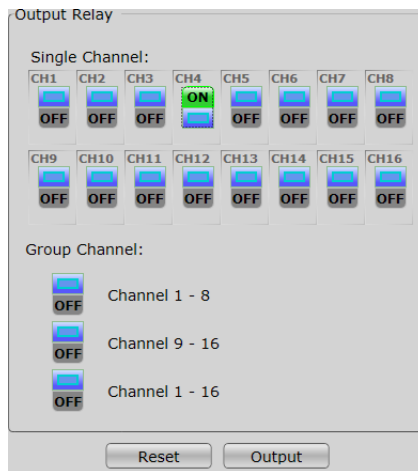 Output Relay
Single Channel:
CH1 CH2 CH3 CH4 CH5 CH6 CH7 CH8
ON
OFF OFF OFF OFF OFF OFF OFF
CH9 CH10 CH11 CH12 CH13 CH14 CH15 CH16
OFF OFF OFF OFF OFF OFF OFF OFF
Group Channel:
OFF Channel 1 - 8
OFF Channel 9 - 16
OFF Channel 1 - 16
Reset Output